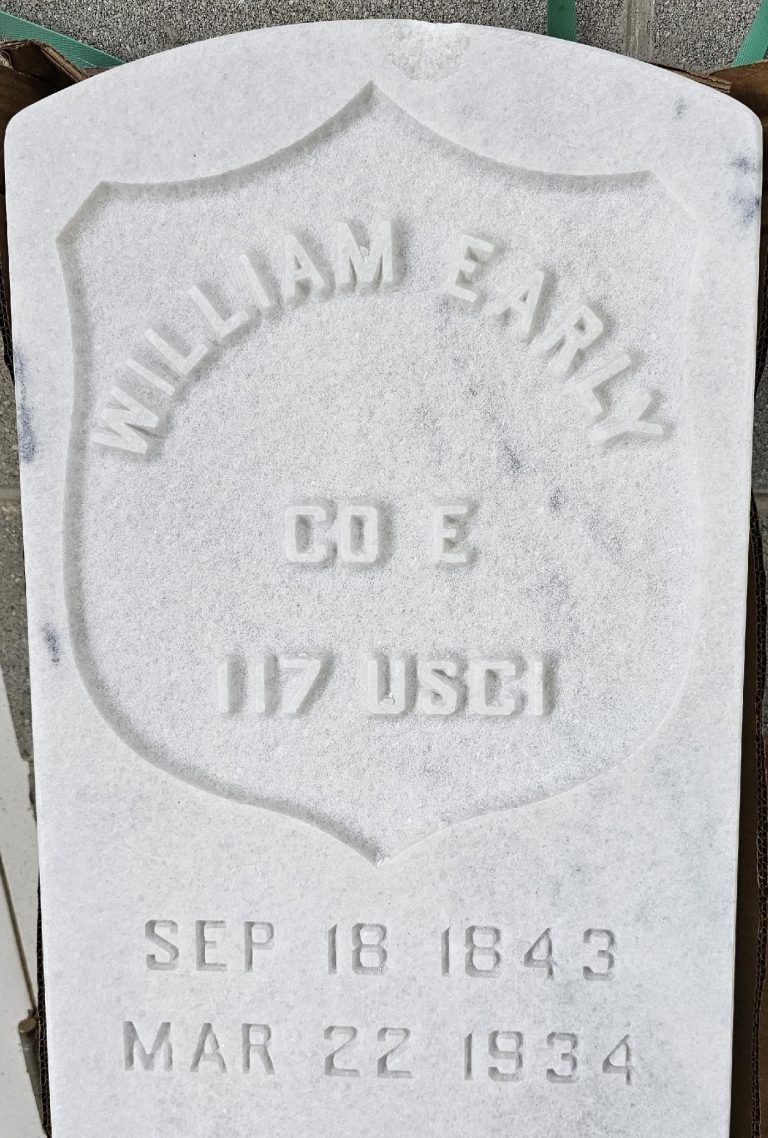 WILLIAM EARLY
CO E
117 USCI
SEP 18 1843
MAR 22 1934